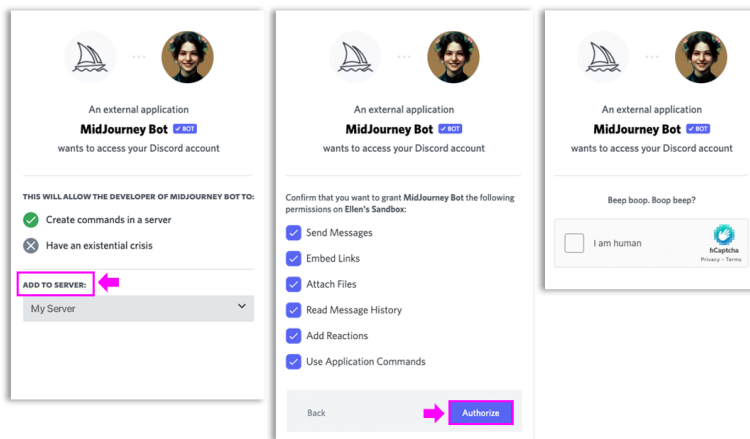 An external application
MidJourney Bot ✓ BOT
wants to access your Discord account
THIS WILL ALLOW THE DEVELOPER OF MIDJOURNEY BOT TO:
Create commands in a server
Have an existential crisis
ADD TO SERVER:
My Server
An external application
MidJourney Bot ✓ BOT
wants to access your Discord account
Confirm that you want to grant MidJourney Bot the following
permissions on Ellen's Sandbox:
Send Messages
Embed Links
Attach Files
Read Message History
Add Reactions
Use Application Commands
Back
Authorize
An external application
MidJourney Bot ✓ BOT
wants to access your Discord account
Beep boop. Boop beep?
I am human
hCaptcha
Privacy - Terms